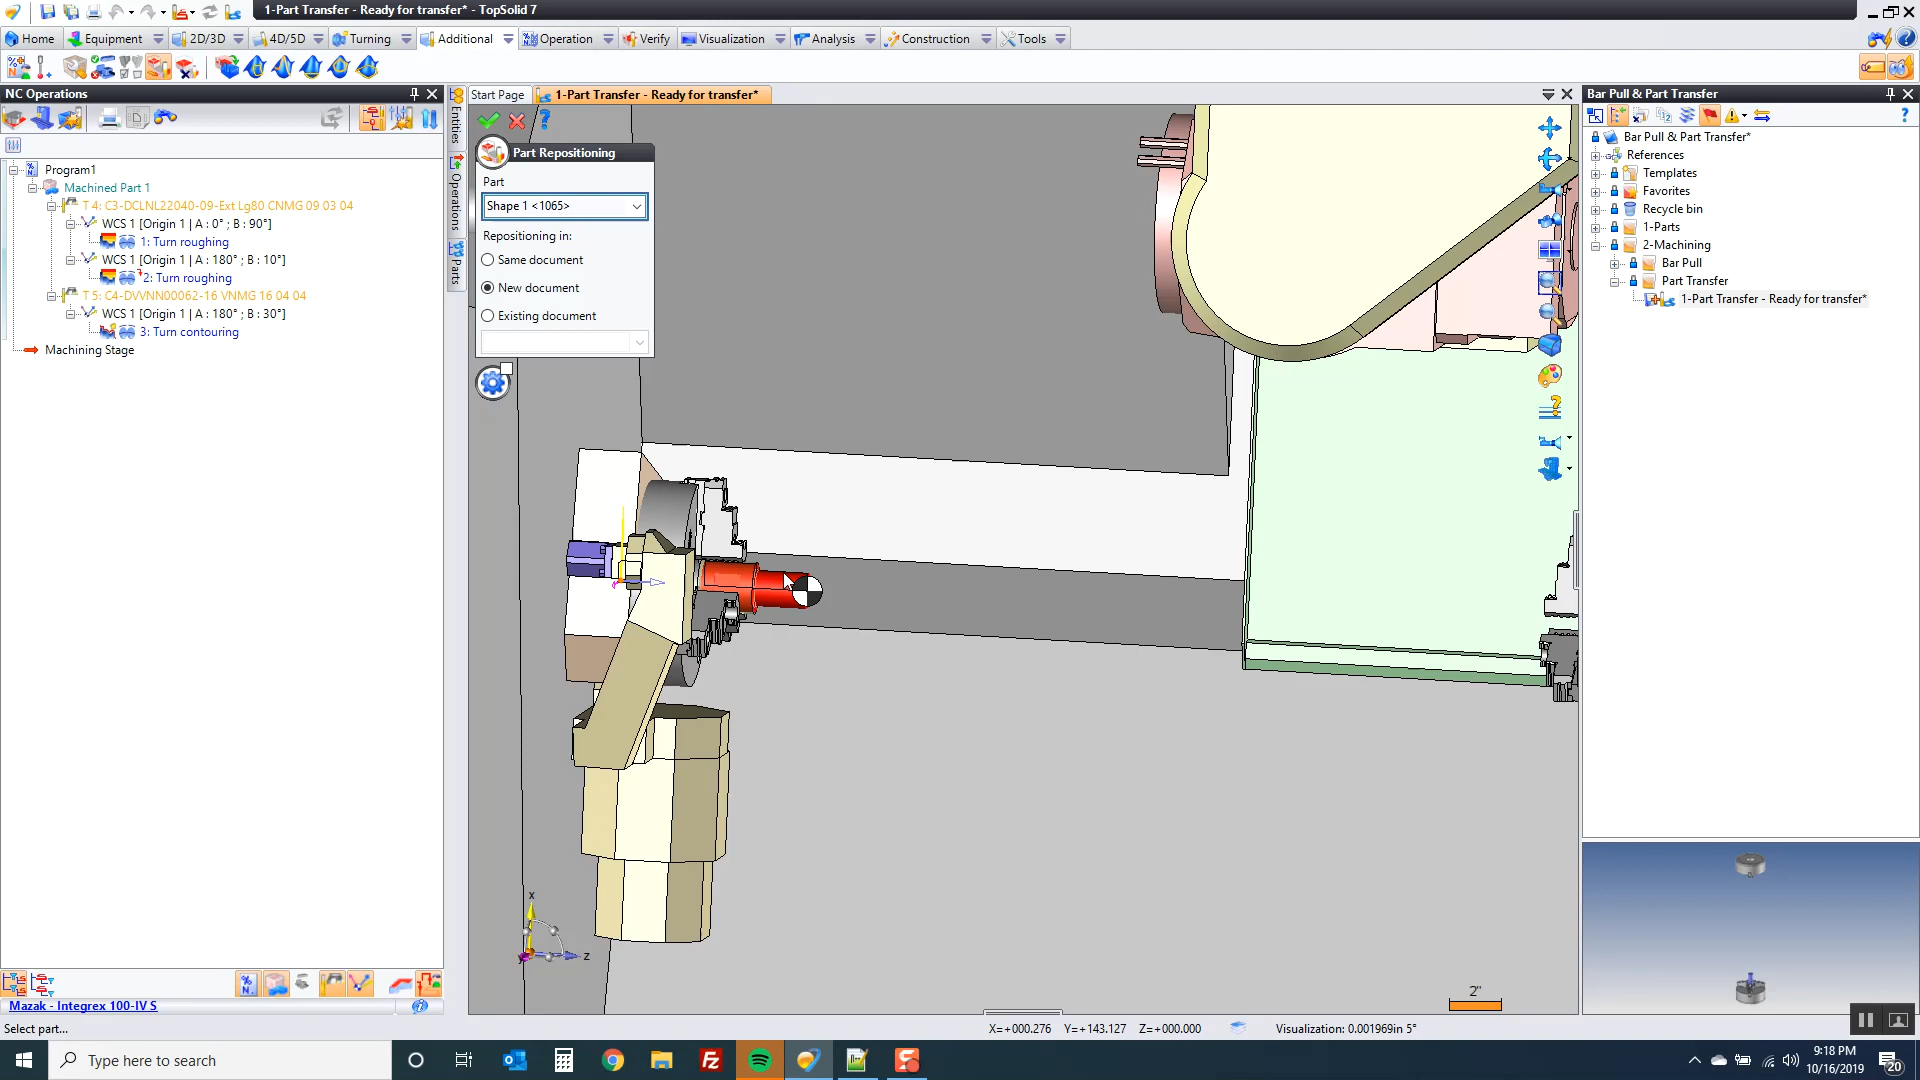 1-Part Transfer - Ready for transfer* - TopSolid 7
Home
Equipment
2D/3D
4D/5D
Turning
Additional
Operation
Verify
Visualization
Analysis
Construction
Tools
NC Operations
Program1
Machined Part 1
T 4: C3-DCLNL22040-09-Ext Lg80 CNMG 09 03 04
WCS 1 [Origin 1 | A : 0° ; B : 90°]
1: Turn roughing
WCS 1 [Origin 1 | A : 180° ; B : 10°]
2: Turn roughing
T 5: C4-DVVNN00062-16 VNMG 16 04 04
WCS 1 [Origin 1 | A : 180° ; B : 30°]
3: Turn contouring
Machining Stage
Mazak - Integrex 100-IV S
Select part...
Entities
Operations
Parts
Start Page
1-Part Transfer - Ready for transfer*
Part Repositioning
Part
Shape 1 <1065>
Repositioning in:
Same document
New document
Existing document
x
z
2"
X=+000.276 Y=+143.127 Z=+000.000
Visualization: 0.001969in 5°
Bar Pull & Part Transfer
Bar Pull & Part Transfer*
References
Templates
Favorites
Recycle bin
1-Parts
2-Machining
Bar Pull
Part Transfer
1-Part Transfer - Ready for transfer*
Type here to search
9:18 PM
10/16/2019
20